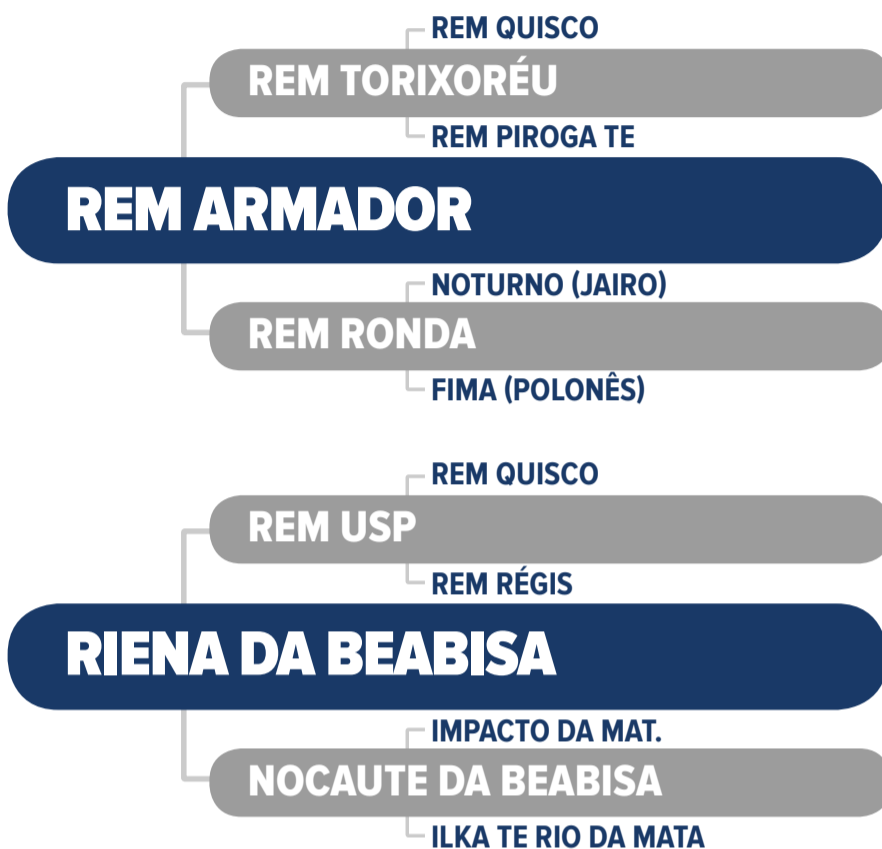 REM QUISCO
REM TORIXORÉU
REM PIROGA TE
REM ARMADOR
NOTURNO (JAIRO)
REM RONDA
FIMA (POLONÊS)
REM QUISCO
REM USP
REM RÉGIS
RIENA DA BEABISA
IMPACTO DA MAT.
NOCAUTE DA BEABISA
ILKA TE RIO DA MATA